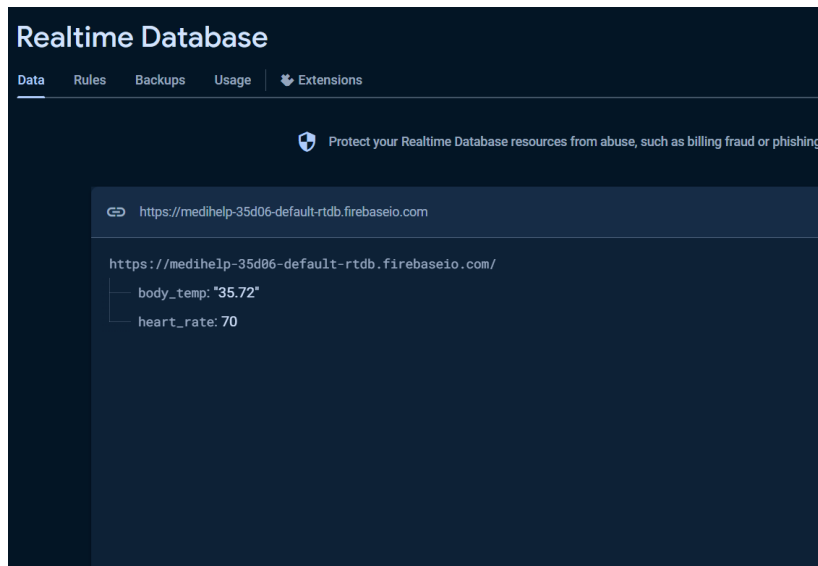 Realtime Database
Data Rules Backups Usage Extensions
Protect your Realtime Database resources from abuse, such as billing fraud or phishing
https://medihelp-35d06-default-rtdb.firebaseio.com
https://medihelp-35d06-default-rtdb.firebaseio.com/
body_temp: "35.72"
heart_rate: 70